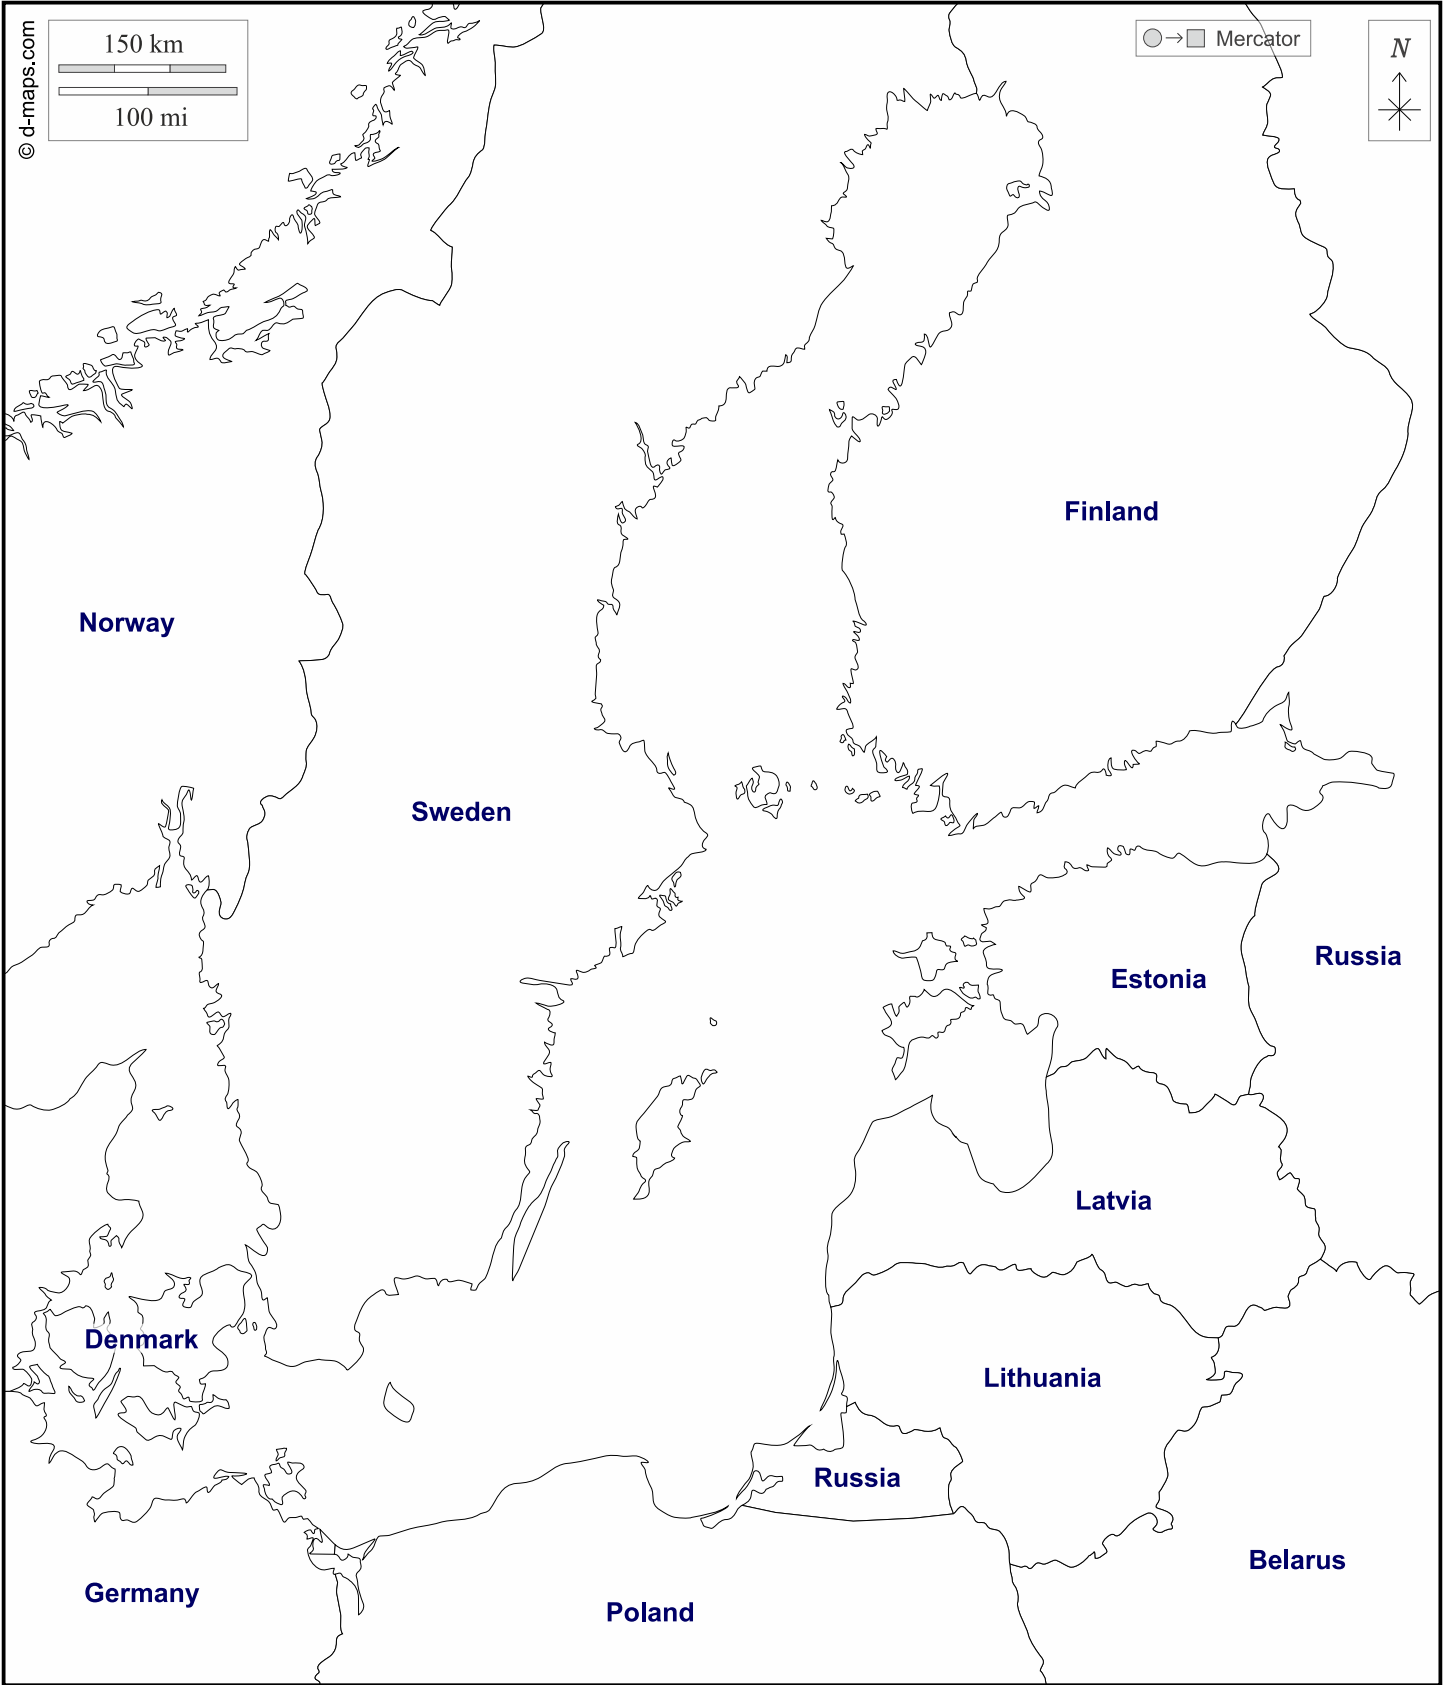 © d-maps.com
150 km
100 mi
Mercator
N
Finland
Norway
Sweden
Russia
Estonia
Latvia
Denmark
Lithuania
Russia
Belarus
Germany
Poland